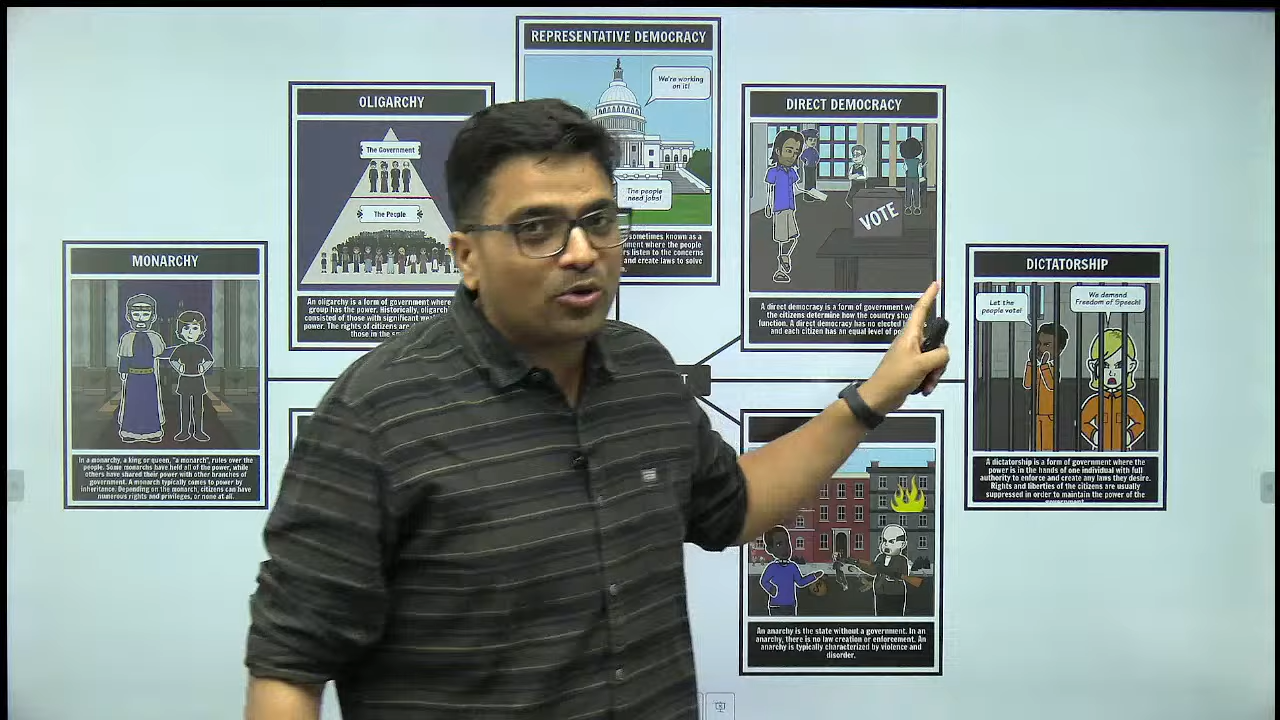 REPRESENTATIVE DEMOCRACY
We're working
on it!
The people
need jobs!
sometimes known as a
nment where the people
rs listen to the concerns
and create laws to solve
OLIGARCHY
The Government
The People
An oligarchy is a form of government where
group has the power. Historically, oligarch
consisted of those with significant we
power. The rights of citizens are
those in the
DIRECT DEMOCRACY
VOTE
A direct democracy is a form of government wh
the citizens determine how the country sho
function. A direct democracy has no elected
and each citizen has an equal level of po
MONARCHY
In a monarchy, a king or queen, "a monarch", rules over the
people. Some monarchs have held all of the power, while
others have shared their power with other branches of
government. A monarch typically comes to power by
inheritance. Depending on the monarch, citizens can have
numerous rights and privileges, or none at all.
DICTATORSHIP
Let the
people vote!
We demand
Freedom of Speech!
A dictatorship is a form of government where the
power is in the hands of one individual with full
authority to enforce and create any laws they desire.
Rights and liberties of the citizens are usually
suppressed in order to maintain the power of the
government.
T
An anarchy is the state without a government. In an
anarchy, there is no law creation or enforcement. An
anarchy is typically characterized by violence and
disorder.